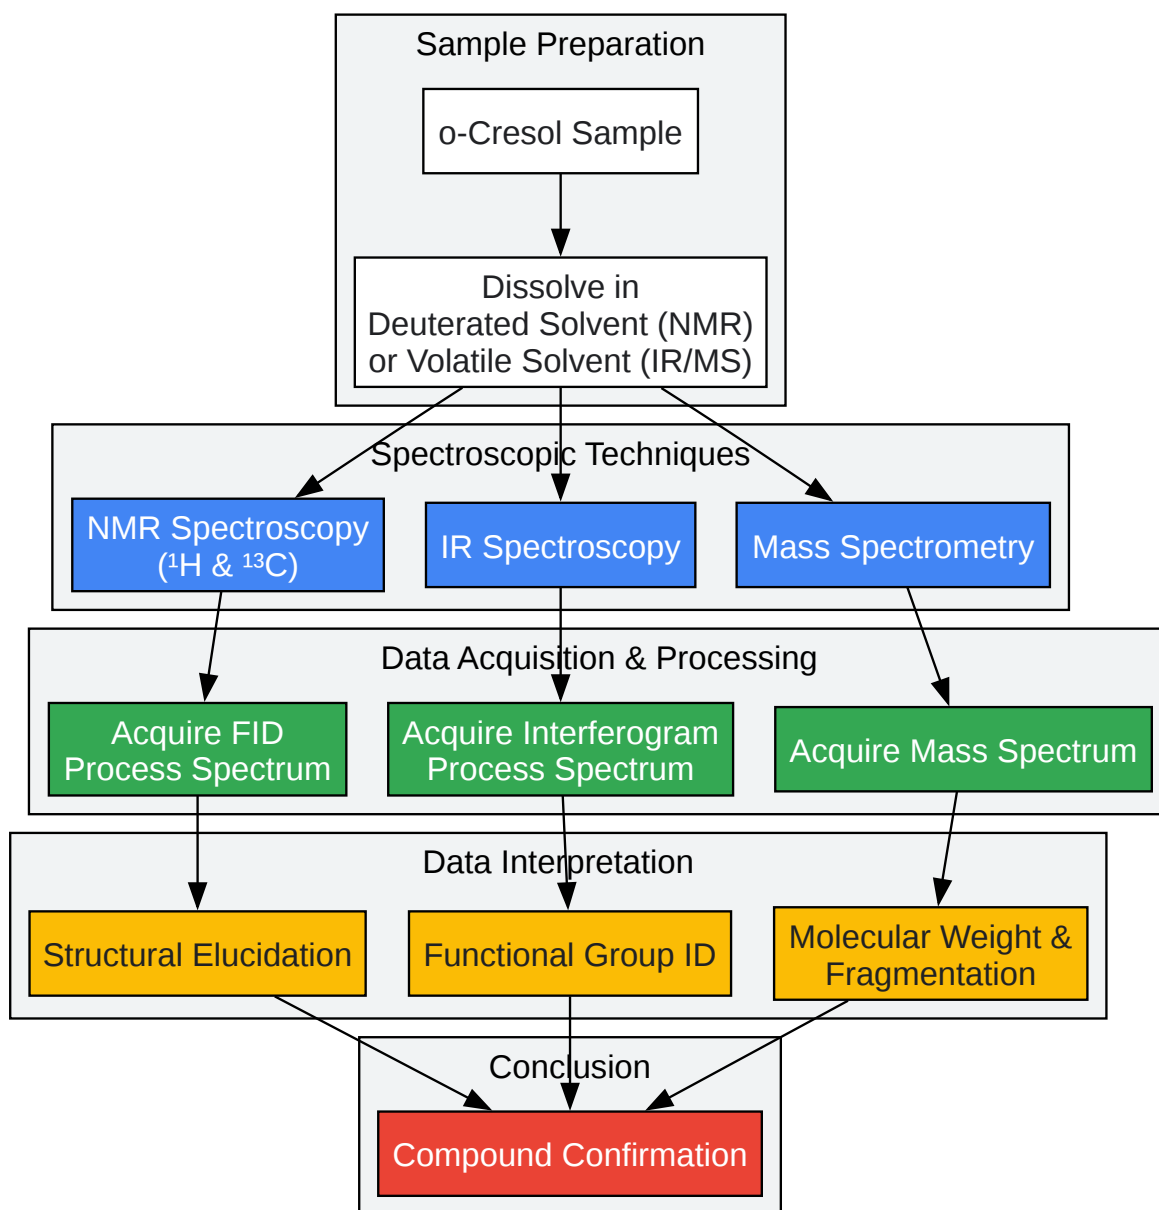 Sample Preparation
o-Cresol Sample
Dissolve in
Deuterated Solvent (NMR)
or Volatile Solvent (IR/MS)
Spectroscopic Techniques
NMR Spectroscopy
(¹H & ¹³C)
IR Spectroscopy
Mass Spectrometry
Data Acquisition & Processing
Acquire FID
Process Spectrum
Acquire Interferogram
Process Spectrum
Acquire Mass Spectrum
Data Interpretation
Structural Elucidation
Functional Group ID
Molecular Weight &
Fragmentation
Conclusion
Compound Confirmation